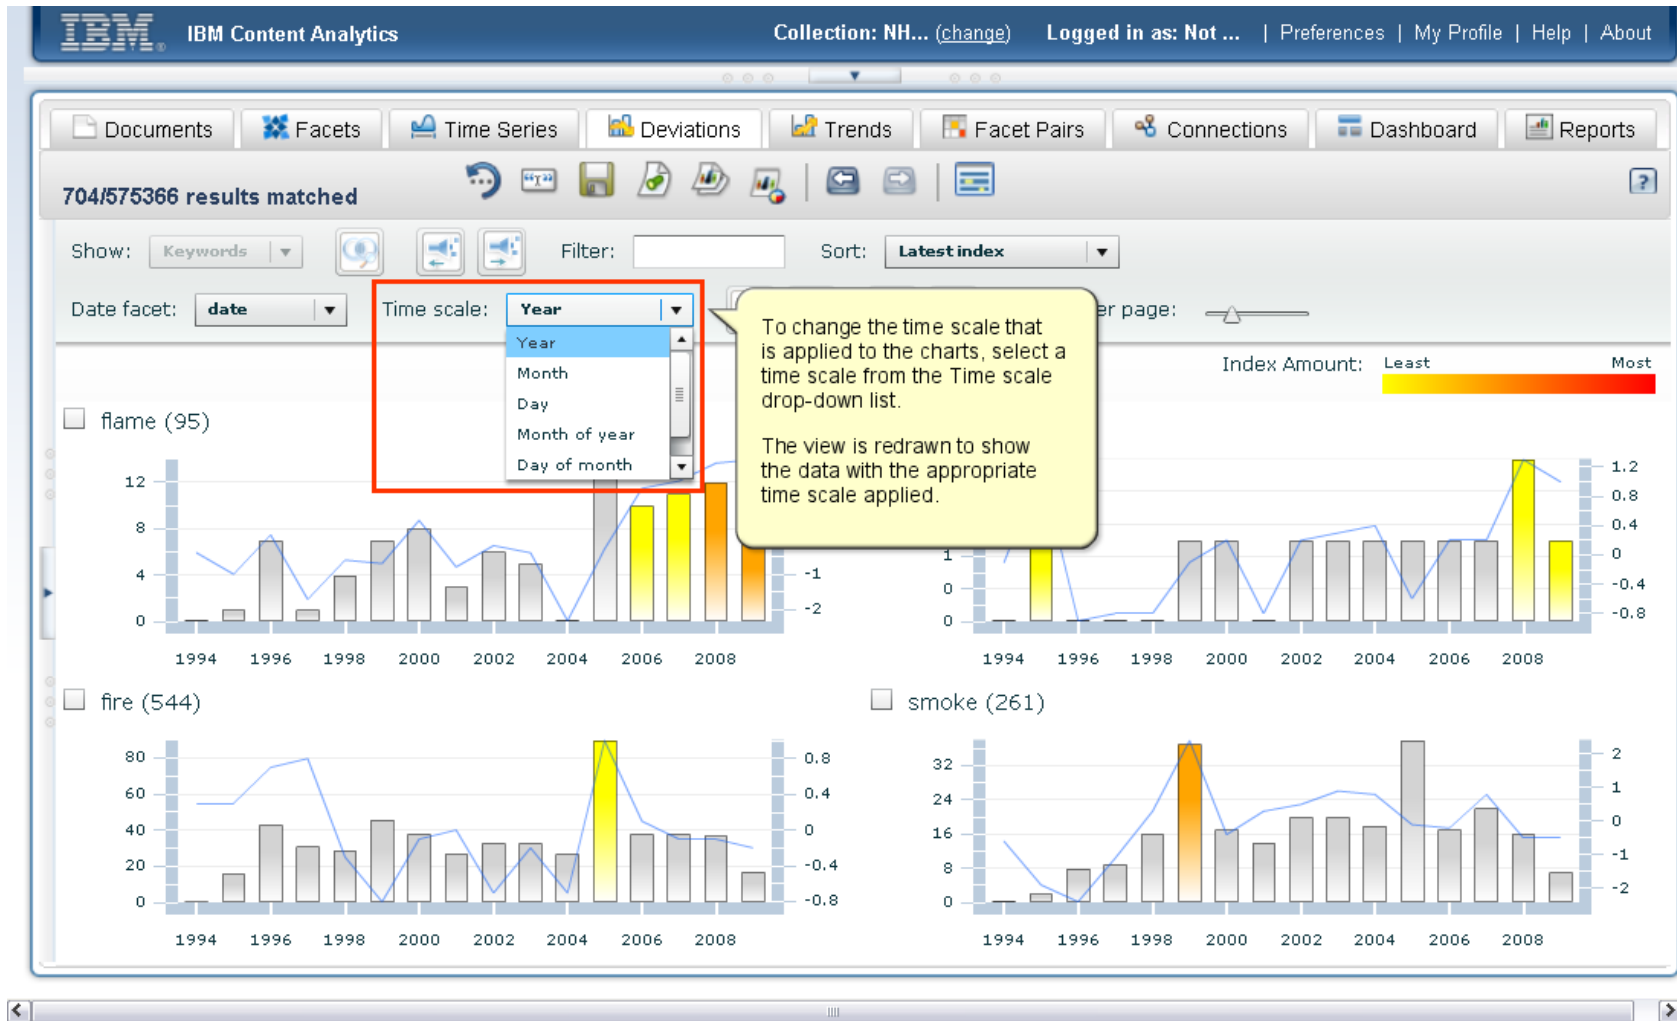 IBM® IBM Content Analytics Collection: NH... (change) Logged in as: Not ... | Preferences | My Profile | Help | About
Documents Facets Time Series Deviations Trends Facet Pairs Connections Dashboard Reports
704/575366 results matched
Show: Keywords Filter: Sort: Latest index
Date facet: date Time scale: Year er page:
Year
Month
Day
Month of year
Day of month
To change the time scale that
is applied to the charts, select a
time scale from the Time scale
drop-down list.
The view is redrawn to show
the data with the appropriate
time scale applied.
Index Amount: Least Most
flame (95)
12
8
4
0
-1
-2
1994 1996 1998 2000 2002 2004 2006 2008
1
0
0
1.2
0.8
0.4
0
-0.4
-0.8
1994 1996 1998 2000 2002 2004 2006 2008
fire (544)
80
60
40
20
0
0.8
0.4
0
-0.4
-0.8
1994 1996 1998 2000 2002 2004 2006 2008
smoke (261)
32
24
16
8
0
2
1
0
-1
-2
1994 1996 1998 2000 2002 2004 2006 2008